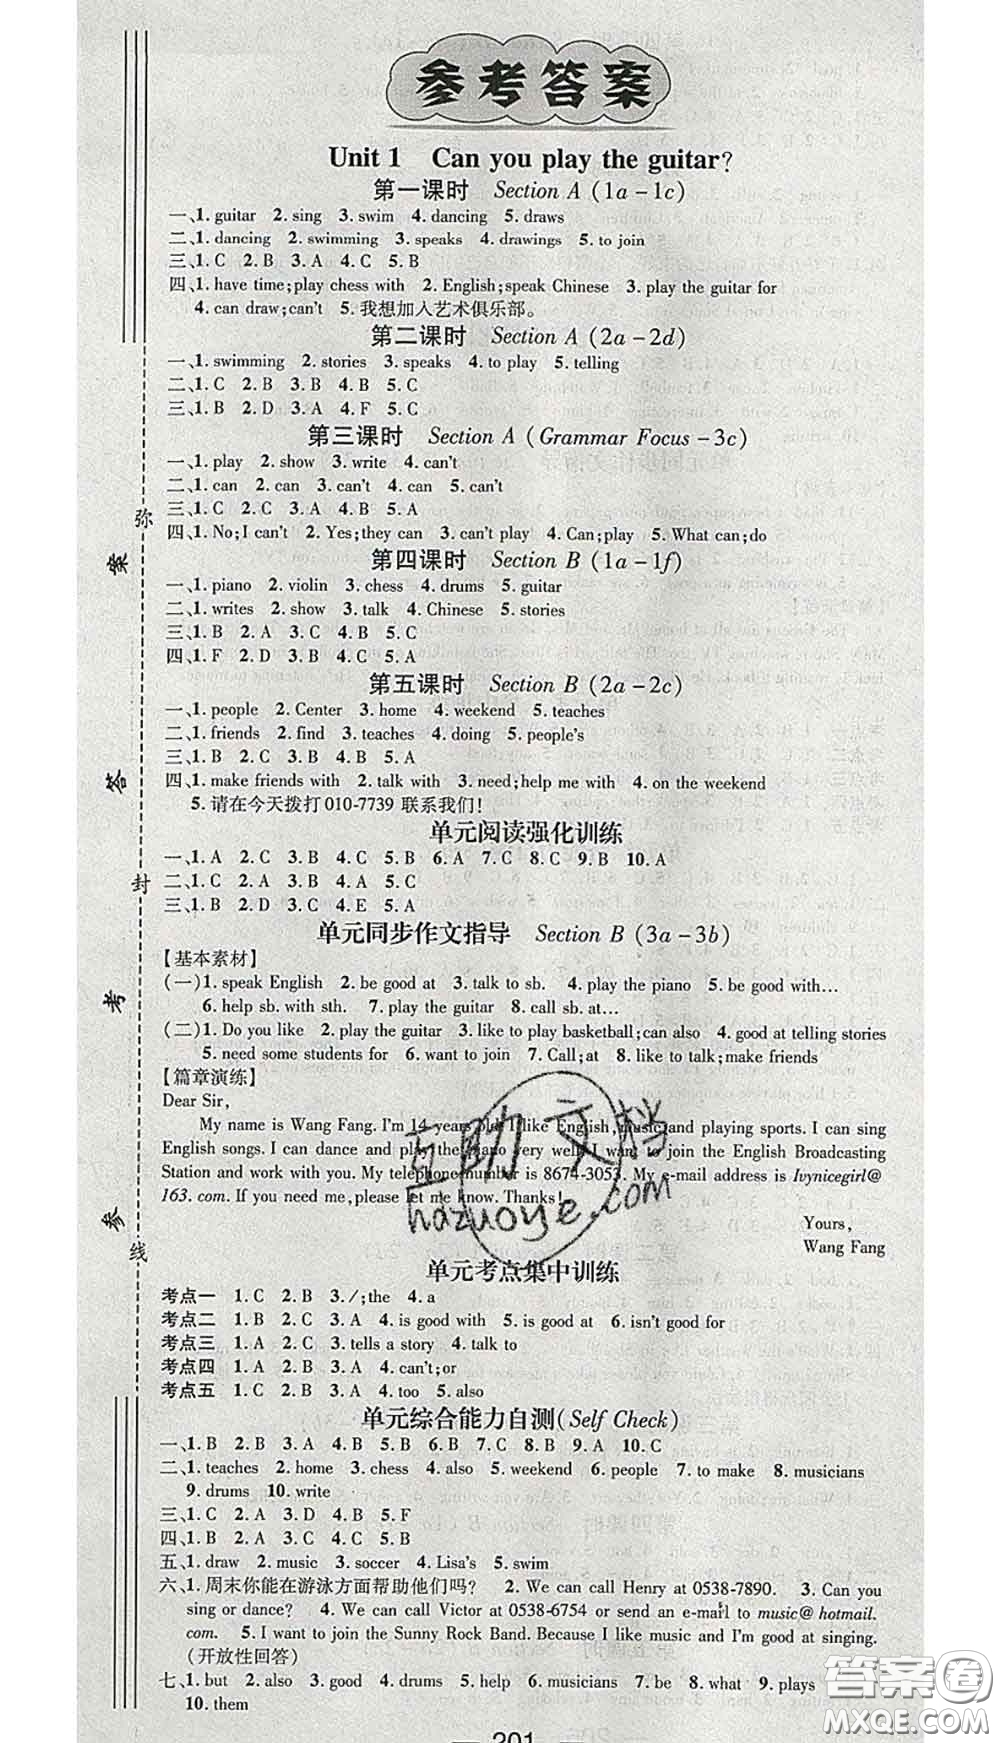 参考答案
Unit 1 Can you play the guitar?
第一课时 Section A (1a-1c)
一、1. guitar 2. sing 3. swim 4. dancing 5. draws
二、1. dancing 2. swimming 3. speaks 4. drawings 5. to join
三、1. C 2. B 3. A 4. C 5. B
四、1. have time;play chess with 2. English;speak Chinese 3. play the guitar for
4. can draw;can't 5. 我想加入艺术俱乐部。
第二课时 Section A (2a-2d)
一、1. swimming 2. stories 3. speaks 4. to play 5. telling
二、1. C 2. B 3. B 4. B 5. C
三、1. B 2. D 3. A 4. F 5. C
第三课时 Section A (Grammar Focus-3c)
一、1. play 2. show 3. write 4. can't
二、1. can 2. can 3. can't 4. can 5. can't
三、1. C 2. C 3. A 4. B 5. A
四、1. No;I can't 2. Yes;they can 3. can't play 4. Can;play 5. What can;do
第四课时 Section B (1a-1f)
一、1. piano 2. violin 3. chess 4. drums 5. guitar
二、1. writes 2. show 3. talk 4. Chinese 5. stories
三、1. B 2. A 3. C 4. B 5. C
四、1. F 2. D 3. B 4. C 5. A
第五课时 Section B (2a-2c)
一、1. people 2. Center 3. home 4. weekend 5. teaches
二、1. friends 2. find 3. teaches 4. doing 5. people's
三、1. B 2. C 3. B 4. A 5. B
四、1. make friends with 2. talk with 3. need;help me with 4. on the weekend
5. 请在今天拨打 010-7739 联系我们!
单元阅读强化训练
一、1. A 2. C 3. B 4. C 5. B 6. A 7. C 8. C 9. B 10. A
二、1. C 2. A 3. B 4. A 5. C
三、1. B 2. D 3. C 4. E 5. A
单元同步作文指导 Section B (3a-3b)
【基本素材】
(一)1. speak English 2. be good at 3. talk to sb. 4. play the piano 5. be good with…
6. help sb. with sth. 7. play the guitar 8. call sb. at…
(二)1. Do you like 2. play the guitar 3. like to play basketball;can also 4. good at telling stories
5. need some students for 6. want to join 7. Call;at 8. like to talk;make friends
【篇章演练】
Dear Sir,
My name is Wang Fang. I'm 14 years old. I like English, music and playing sports. I can sing
English songs. I can dance and play the piano very well. I want to join the English Broadcasting
Station and work with you. My telephone number is 8674-3053. My e-mail address is Ivynicegirl@
163. com. If you need me,please let me know. Thanks!
Yours,
Wang Fang
单元考点集中训练
考点一 1. C 2. B 3. /;the 4. a
考点二 1. B 2. C 3. A 4. is good with 5. is good at 6. isn't good for
考点三 1. A 2. C 3. tells a story 4. talk to
考点四 1. A 2. B 3. A 4. can't;or
考点五 1. C 2. B 3. A 4. too 5. also
单元综合能力自测(Self Check)
一、1. B 2. B 3. A 4. B 5. C 6. B 7. C 8. B 9. A 10. C
二、1. teaches 2. home 3. chess 4. also 5. weekend 6. people 7. to make 8. musicians
9. drums 10. write
三、1. C 2. A 3. D 4. B 5. F
四、1. B 2. A 3. C 4. C 5. B
五、1. draw 2. music 3. soccer 4. Lisa's 5. swim
六、1. 周末你能在游泳方面帮助他们吗? 2. We can call Henry at 0538-7890. 3. Can you
sing or dance? 4. We can call Victor at 0538-6754 or send an e-mail to music@ hotmail.
com. 5. I want to join the Sunny Rock Band. Because I like music and I'm good at singing.
(开放性回答)
七、1. but 2. also 3. good 4. drums 5. help 6. musicians 7. be 8. what 9. plays
10. them
— 201 —
弥
封
线
参 考 答 案
互助文档
hazuoye.com
答案圈
MXQE.COM